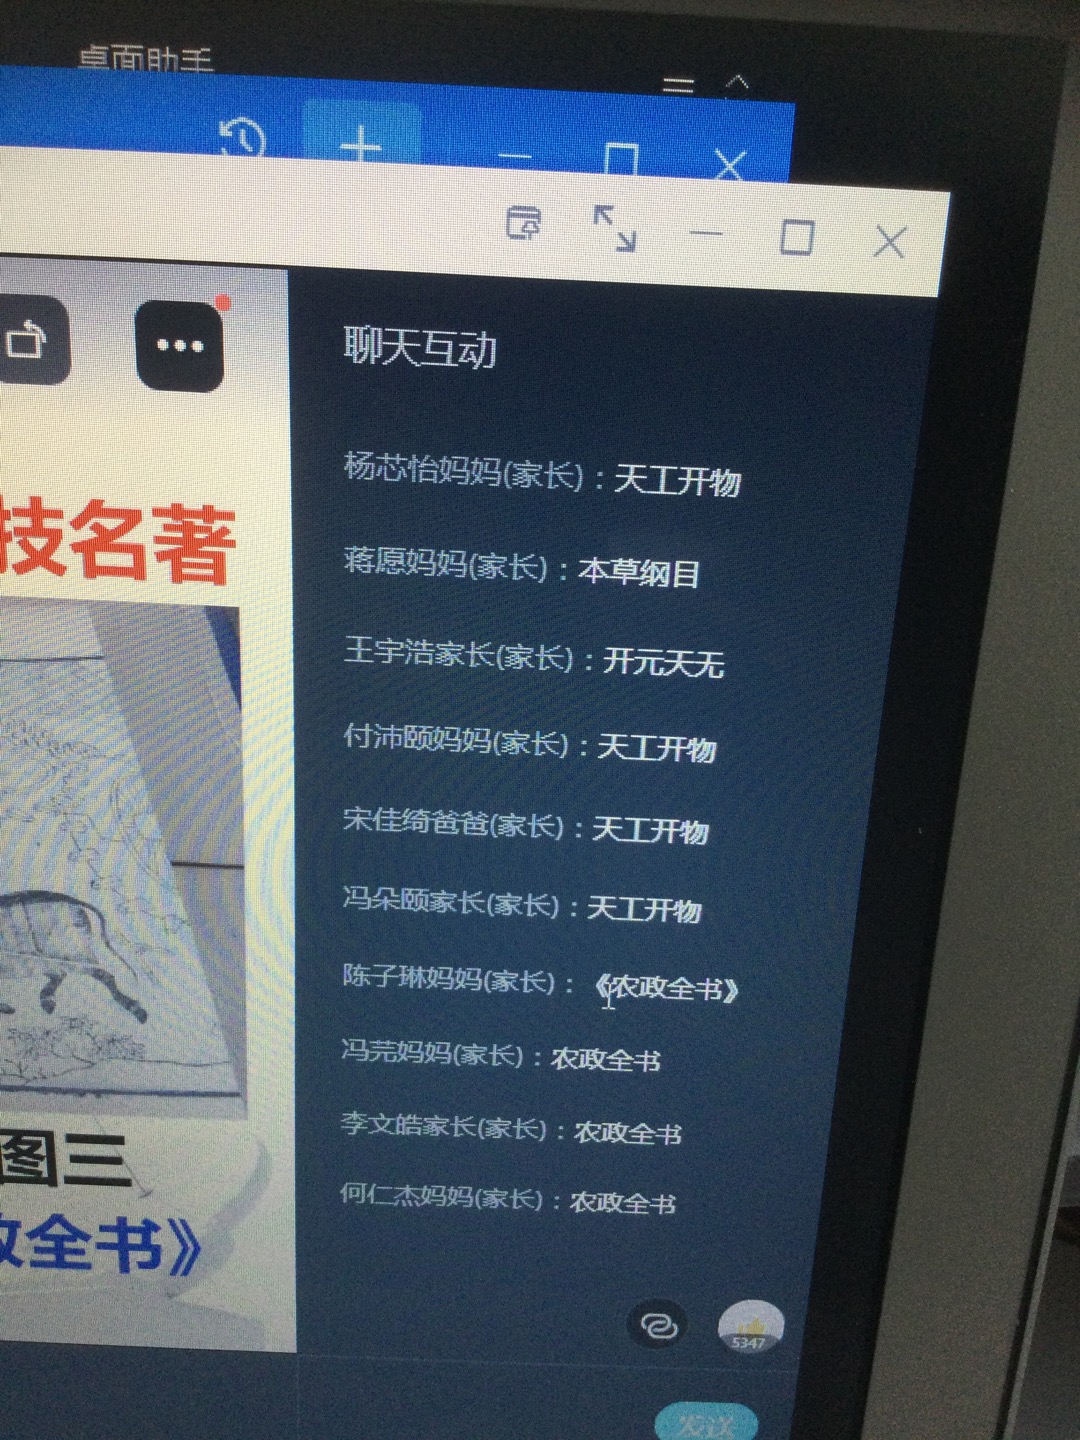 桌面助手
聊天互动
杨芯怡妈妈(家长)：天工开物
蒋愿妈妈(家长)：本草纲目
王宇浩家长(家长)：开元天无
付沛颐妈妈(家长)：天工开物
宋佳绮爸爸(家长)：天工开物
冯朵颐家长(家长)：天工开物
陈子琳妈妈(家长)：《农政全书》
冯芫妈妈(家长)：农政全书
李文皓家长(家长)：农政全书
何仁杰妈妈(家长)：农政全书
技名著
图三
政全书》
5347
发送